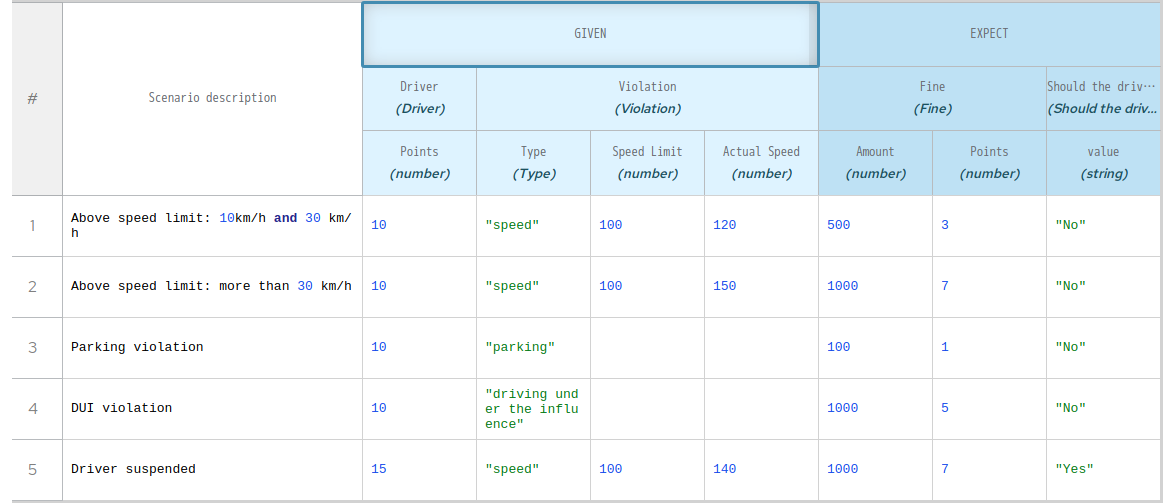 GIVEN EXPECT
# Scenario description
Driver Violation Fine Should the driv…
(Driver) (Violation) (Fine) (Should the driv…
Points Type Speed Limit Actual Speed Amount Points value
(number) (Type) (number) (number) (number) (number) (string)
1 Above speed limit: 10km/h and 30 km/
h 10 "speed" 100 120 500 3 "No"
2 Above speed limit: more than 30 km/h 10 "speed" 100 150 1000 7 "No"
3 Parking violation 10 "parking" 100 1 "No"
4 DUI violation 10 "driving und
er the influ
ence" 1000 5 "No"
5 Driver suspended 15 "speed" 100 140 1000 7 "Yes"